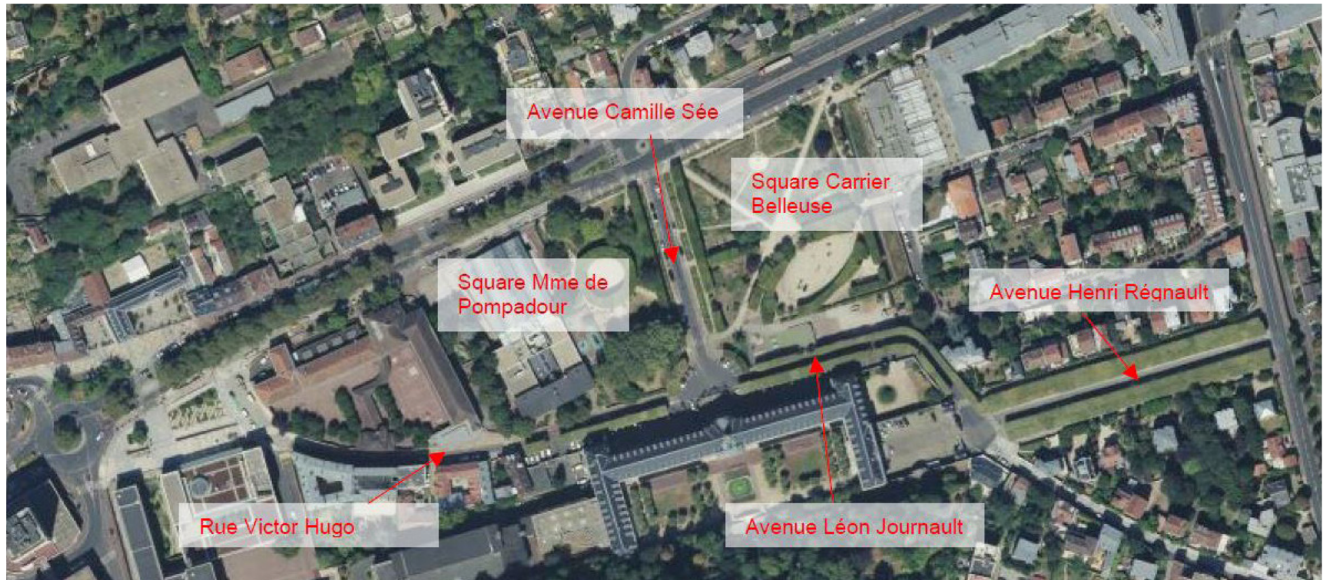 Avenue Camille Sée
Square Carrier
Belleuse
Square Mme de
Pompadour
Avenue Henri Régnault
Rue Victor Hugo
Avenue Léon Journault